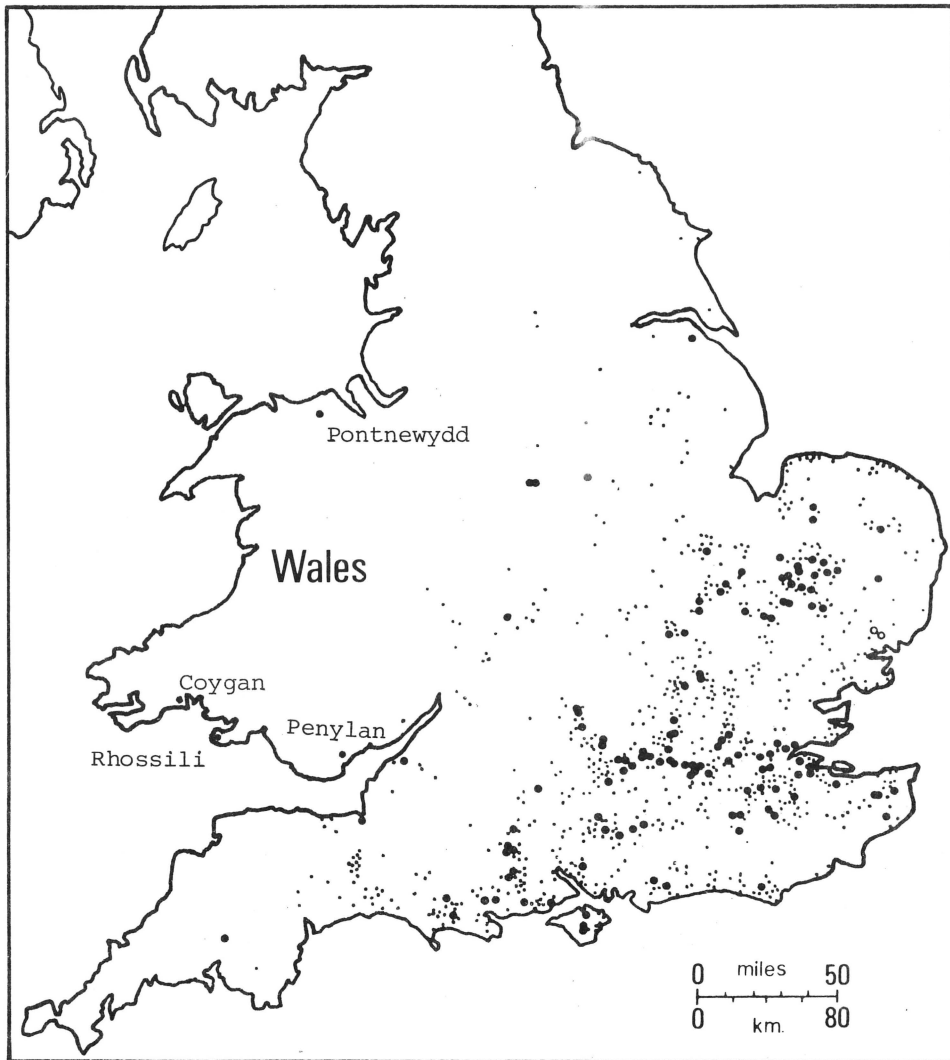 Pontnewydd
Wales
Coygan
Penylan
Rhossili
0 miles 50
0 km. 80